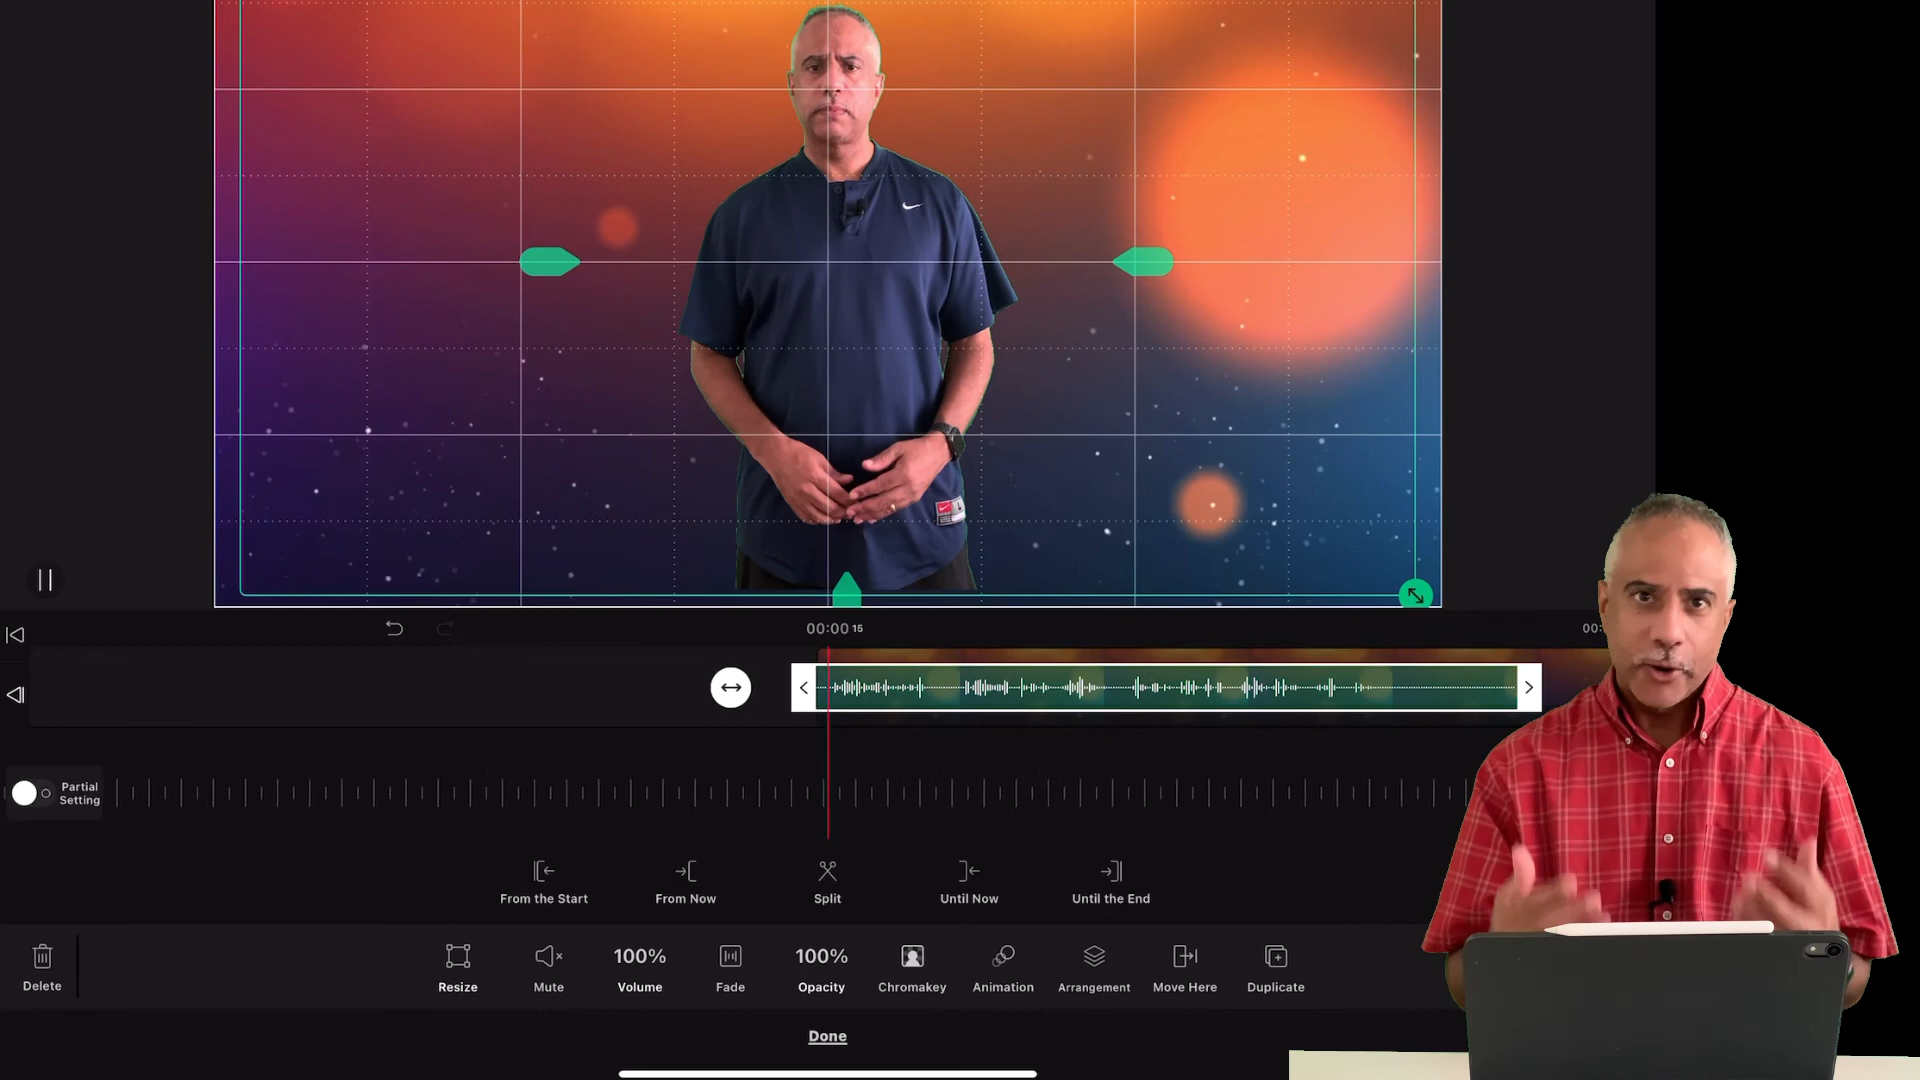 00:00 15
00:
Partial
Setting
From the Start
From Now
Split
Until Now
Until the End
Delete
Resize
Mute
100%
Volume
Fade
100%
Opacity
Chromakey
Animation
Arrangement
Move Here
Duplicate
Done